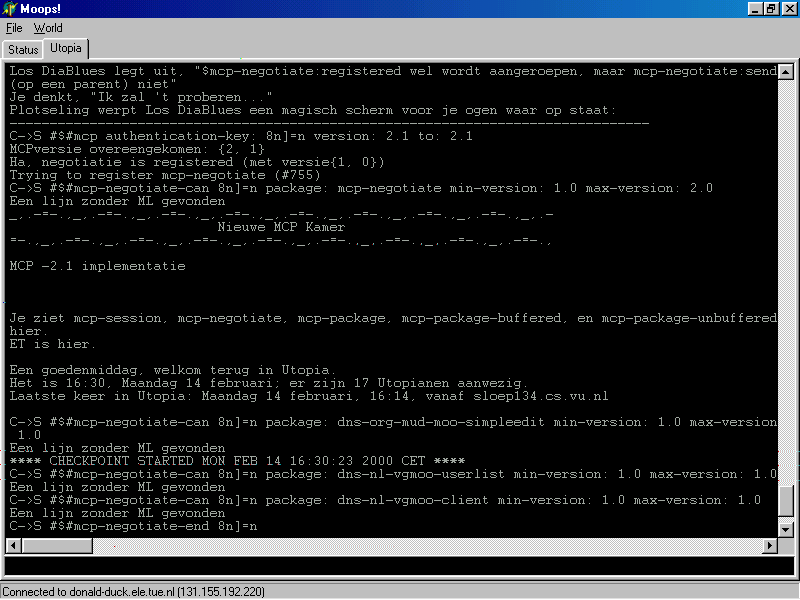 Moops!
File World
Status Utopia
Los DiaBlues legt uit, "$mcp-negotiate:registered wel wordt aangeroepen, maar mcp-negotiate:send
(op een parent) niet"
Je denkt, "Ik zal 't proberen..."
Plotseling werpt Los DiaBlues een magisch scherm voor je ogen waar op staat:
--------------------------------------------------------------------------------
C->S #$#mcp authentication-key: 8n]=n version: 2.1 to: 2.1
MCPversie overeengekomen: {2, 1}
Ha, negotiatie is registered (met versie{1, 0})
Trying to register mcp-negotiate (#755)
C->S #$#mcp-negotiate-can 8n]=n package: mcp-negotiate min-version: 1.0 max-version: 2.0
Een lijn zonder ML gevonden
_,.-=-.,_,.-=-.,_,.-=-.,_,.-=-.,_,.-=-.,_,.-=-.,_,.-=-.,_,.-=-.,_,.-
Nieuwe MCP Kamer
=-.,_,.-=-.,_,.-=-.,_,.-=-.,_,.-=-.,_,.-=-.,_,.-=-.,_,.-=-.,_,.-=-.,
MCP -2.1 implementatie
Je ziet mcp-session, mcp-negotiate, mcp-package, mcp-package-buffered, en mcp-package-unbuffered
hier.
ET is hier.
Een goedenmiddag, welkom terug in Utopia.
Het is 16:30, Maandag 14 februari; er zijn 17 Utopianen aanwezig.
Laatste keer in Utopia: Maandag 14 februari, 16:14, vanaf sloep134.cs.vu.nl
C->S #$#mcp-negotiate-can 8n]=n package: dns-org-mud-moo-simpleedit min-version: 1.0 max-version:
1.0
Een lijn zonder ML gevonden
**** CHECKPOINT STARTED MON FEB 14 16:30:23 2000 CET ****
C->S #$#mcp-negotiate-can 8n]=n package: dns-nl-vgmoo-userlist min-version: 1.0 max-version: 1.0
Een lijn zonder ML gevonden
C->S #$#mcp-negotiate-can 8n]=n package: dns-nl-vgmoo-client min-version: 1.0 max-version: 1.0
Een lijn zonder ML gevonden
C->S #$#mcp-negotiate-end 8n]=n
Connected to donald-duck.ele.tue.nl (131.155.192.220)